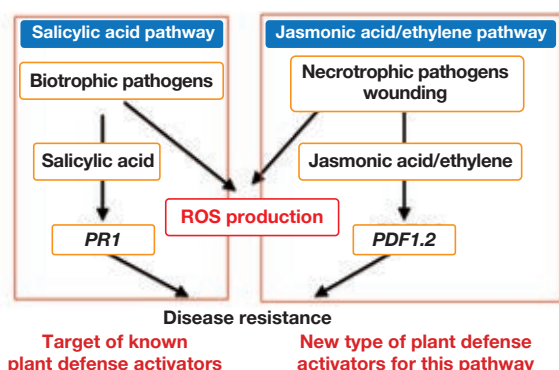 Salicylic acid pathway
Biotrophic pathogens
Salicylic acid
PR1
Jasmonic acid/ethylene pathway
Necrotrophic pathogens
wounding
Jasmonic acid/ethylene
PDF1.2
ROS production
Disease resistance
Target of known
plant defense activators
New type of plant defense
activators for this pathway